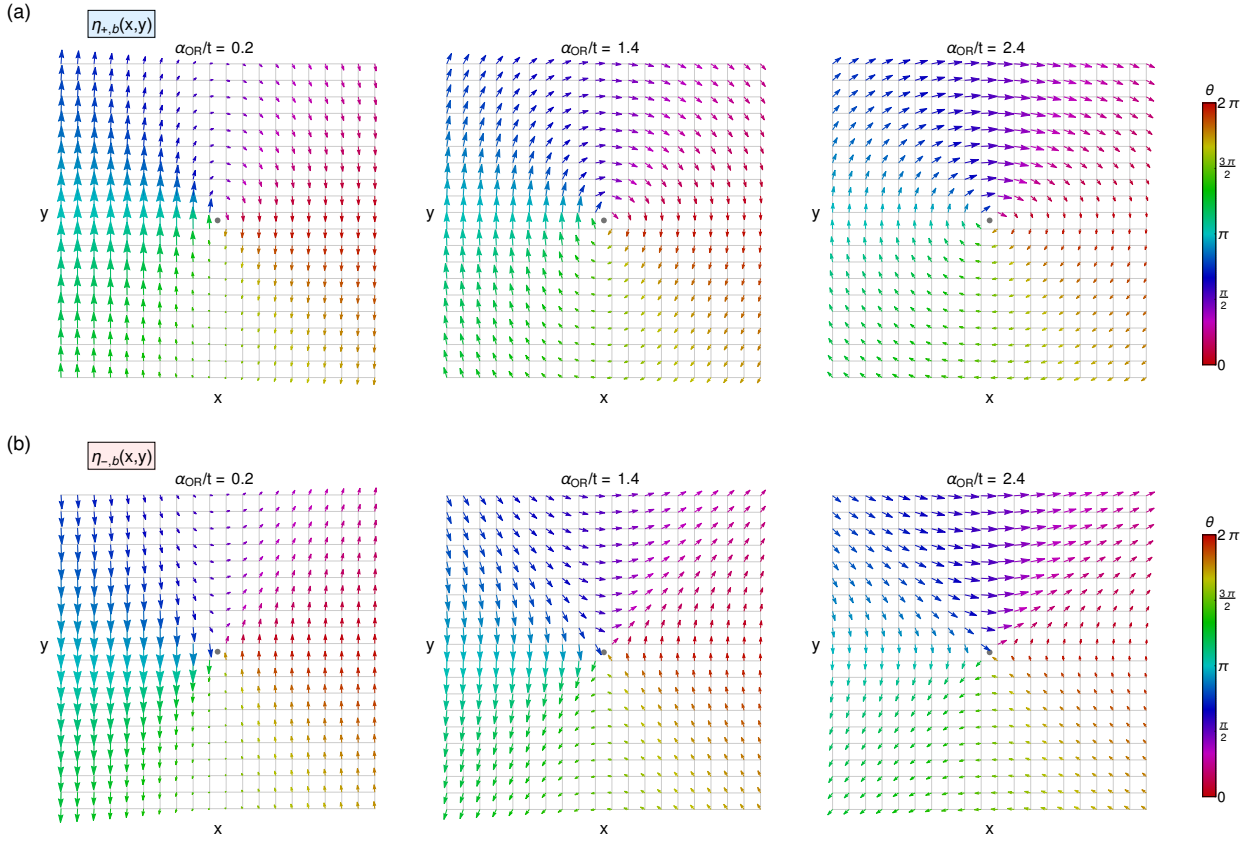 (a)
η+,b(x,y)
αOR/t = 0.2
αOR/t = 1.4
αOR/t = 2.4
y
y
y
x
x
x
θ
2 π
3π/2
π
π/2
0
(b)
η−,b(x,y)
αOR/t = 0.2
αOR/t = 1.4
αOR/t = 2.4
y
y
y
x
x
x
θ
2 π
3π/2
π
π/2
0